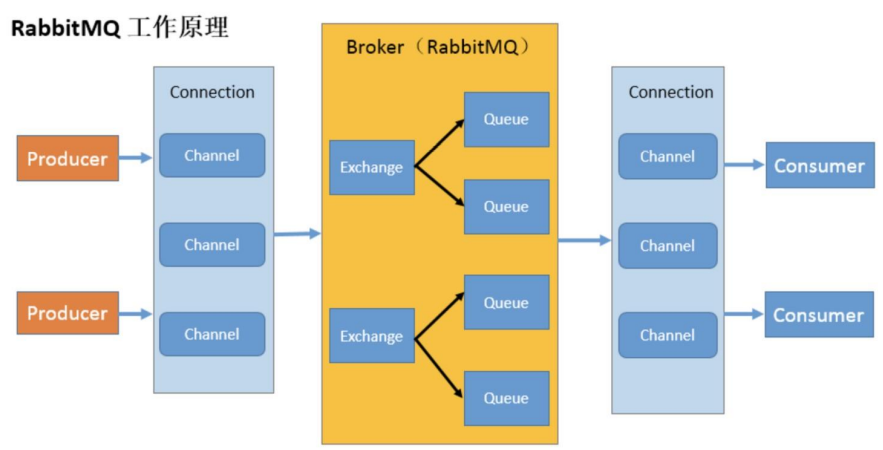 RabbitMQ 工作原理
Broker（RabbitMQ）
Connection
Connection
Queue
Channel
Channel
Producer
Exchange
Consumer
Queue
Channel
Channel
Queue
Producer
Consumer
Channel
Exchange
Channel
Queue